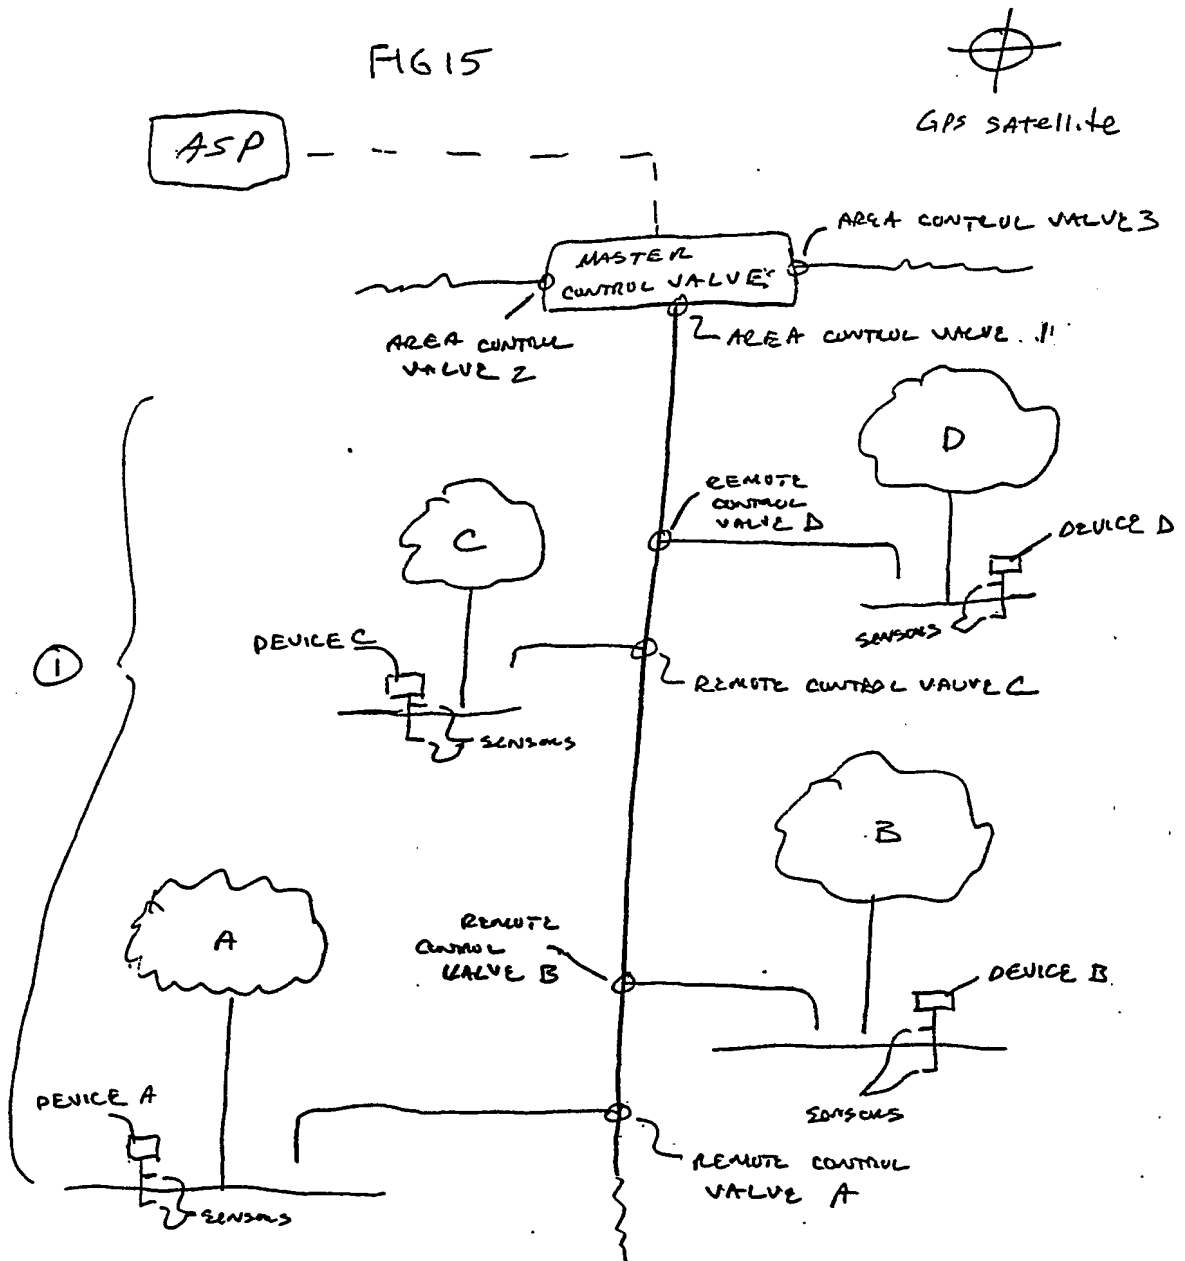 FIG 15
GPS SATellite
ASP
AREA CONTROL VALVE 3
MASTER
CONTROL VALVE
AREA CONTROL
VALVE 2
AREA CONTROL VALVE 1
D
REMOTE
CONTROL
VALVE D
DEVICE D
C
SENSORS
DEVICE C
1
REMOTE CONTROL VALVE C
SENSORS
B
A
REMOTE
CONTROL
VALVE B
DEVICE B
DEVICE A
SENSORS
REMOTE CONTROL
VALVE A
SENSORS